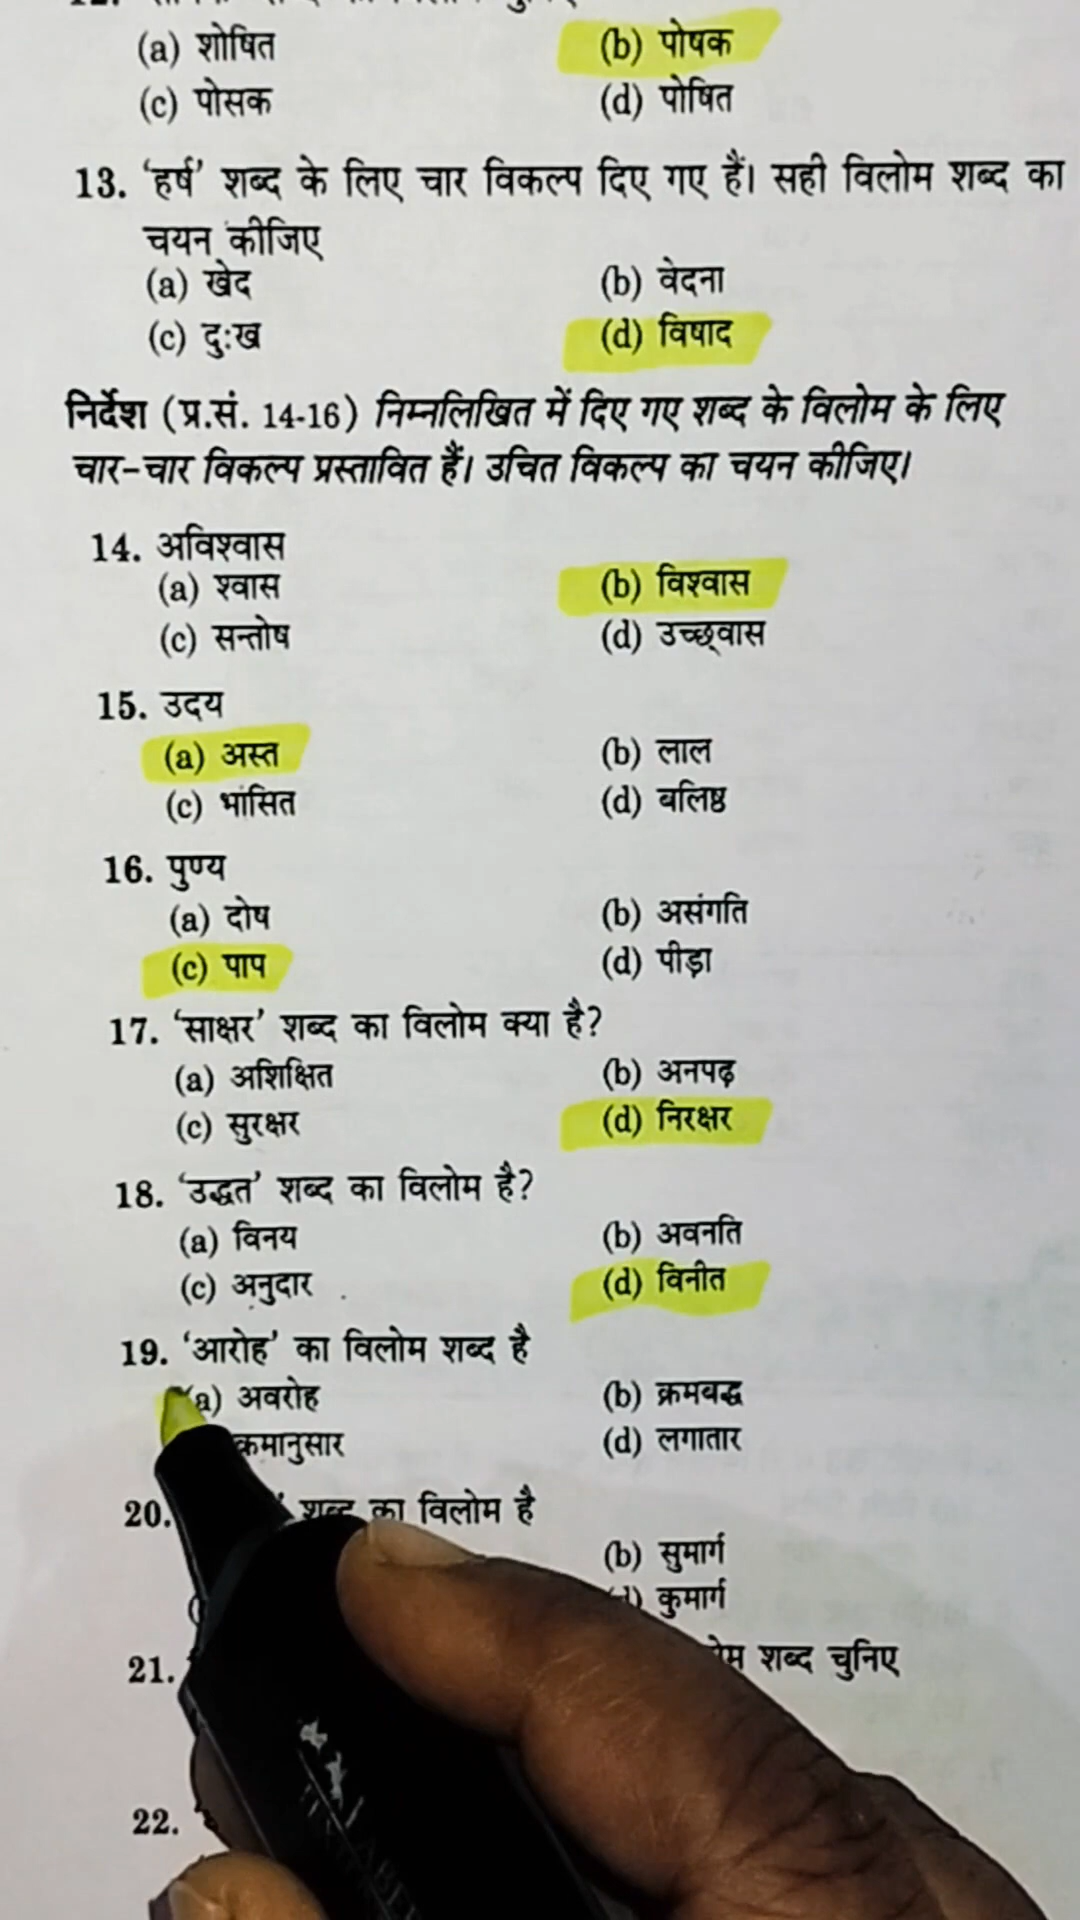 12.
(a) शोषित (b) पोषक
(c) पोसक (d) पोषित
13. ‘हर्ष’ शब्द के लिए चार विकल्प दिए गए हैं। सही विलोम शब्द का
चयन कीजिए
(a) खेद (b) वेदना
(c) दुःख (d) विषाद
निर्देश (प्र.सं. 14-16) निम्नलिखित में दिए गए शब्द के विलोम के लिए
चार-चार विकल्प प्रस्तावित हैं। उचित विकल्प का चयन कीजिए।
14. अविश्वास
(a) श्वास (b) विश्वास
(c) सन्तोष (d) उच्छ्वास
15. उदय
(a) अस्त (b) लाल
(c) भांसित (d) बलिष्ठ
16. पुण्य
(a) दोष (b) असंगति
(c) पाप (d) पीड़ा
17. ‘साक्षर’ शब्द का विलोम क्या है?
(a) अशिक्षित (b) अनपढ़
(c) सुरक्षर (d) निरक्षर
18. ‘उद्धत’ शब्द का विलोम है?
(a) विनय (b) अवनति
(c) अनुदार (d) विनीत
19. ‘आरोह’ का विलोम शब्द है
(a) अवरोह (b) क्रमबद्ध
क्रमानुसार (d) लगातार
20. शब्द का विलोम है
(b) सुमार्ग
कुमार्ग
21. शब्द चुनिए
22.